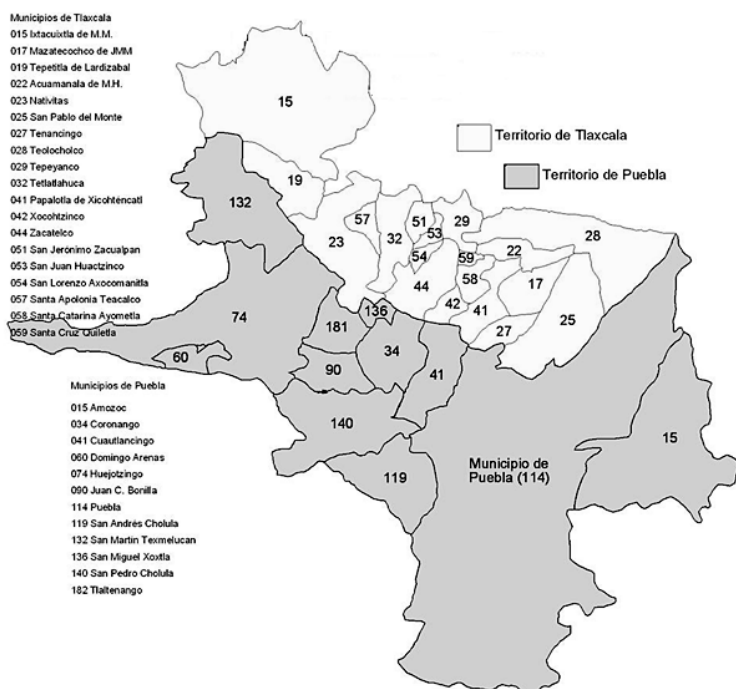 Municipios de Tlaxcala
015 Ixtacuixtla de M.M.
017 Mazatecochco de JMM
019 Tepetitla de Lardizabal
022 Acuamanala de M.H.
023 Nativitas
025 San Pablo del Monte
027 Tenancingo
028 Teolocholco
029 Tepeyanco
032 Tetlatlahuca
041 Papalotla de Xicohtencatl
042 Xocohtzinco
044 Zacatelco
051 San Jerónimo Zacualpan
053 San Juan Huactzinco
054 San Lorenzo Axocomanitla
057 Santa Apolonia Teacalco
058 Santa Catarina Ayometla
059 Santa Cruz Quiletla
Territorio de Tlaxcala
Territorio de Puebla
15
19
132
57
51
53
29
23
32
54
59
22
28
44
58
17
42
41
27
25
136
181
74
34
60
90
41
140
119
15
Municipio de
Puebla (114)
Municipios de Puebla
015 Amozoc
034 Coronango
041 Cuautlancingo
060 Domingo Arenas
074 Huejotzingo
090 Juan C. Bonilla
114 Puebla
119 San Andrés Cholula
132 San Martín Texmelucan
136 San Miguel Xoxtla
140 San Pedro Cholula
182 Tlaltenango